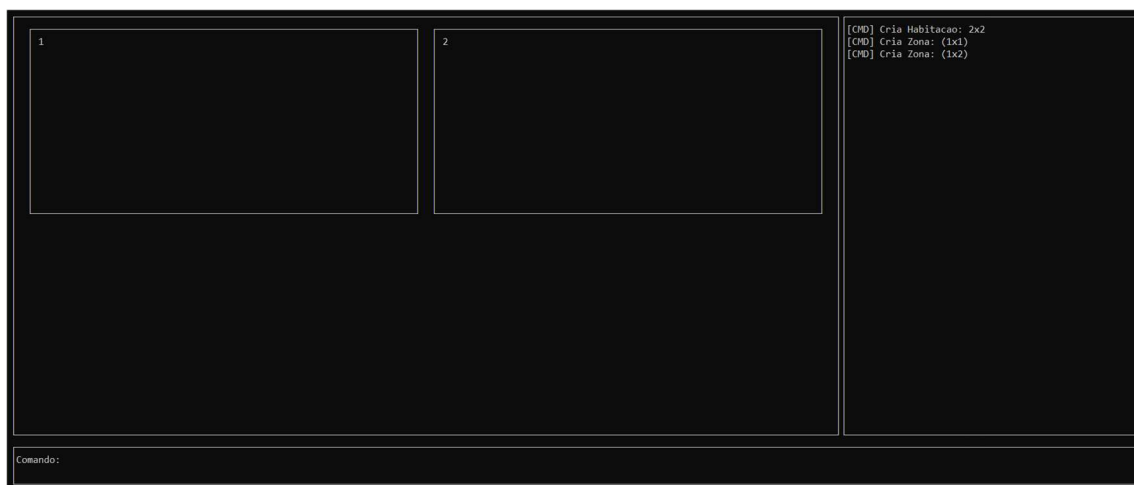 1
2
[CMD] Cria Habitacao: 2x2
[CMD] Cria Zona: (1x1)
[CMD] Cria Zona: (1x2)
Comando: